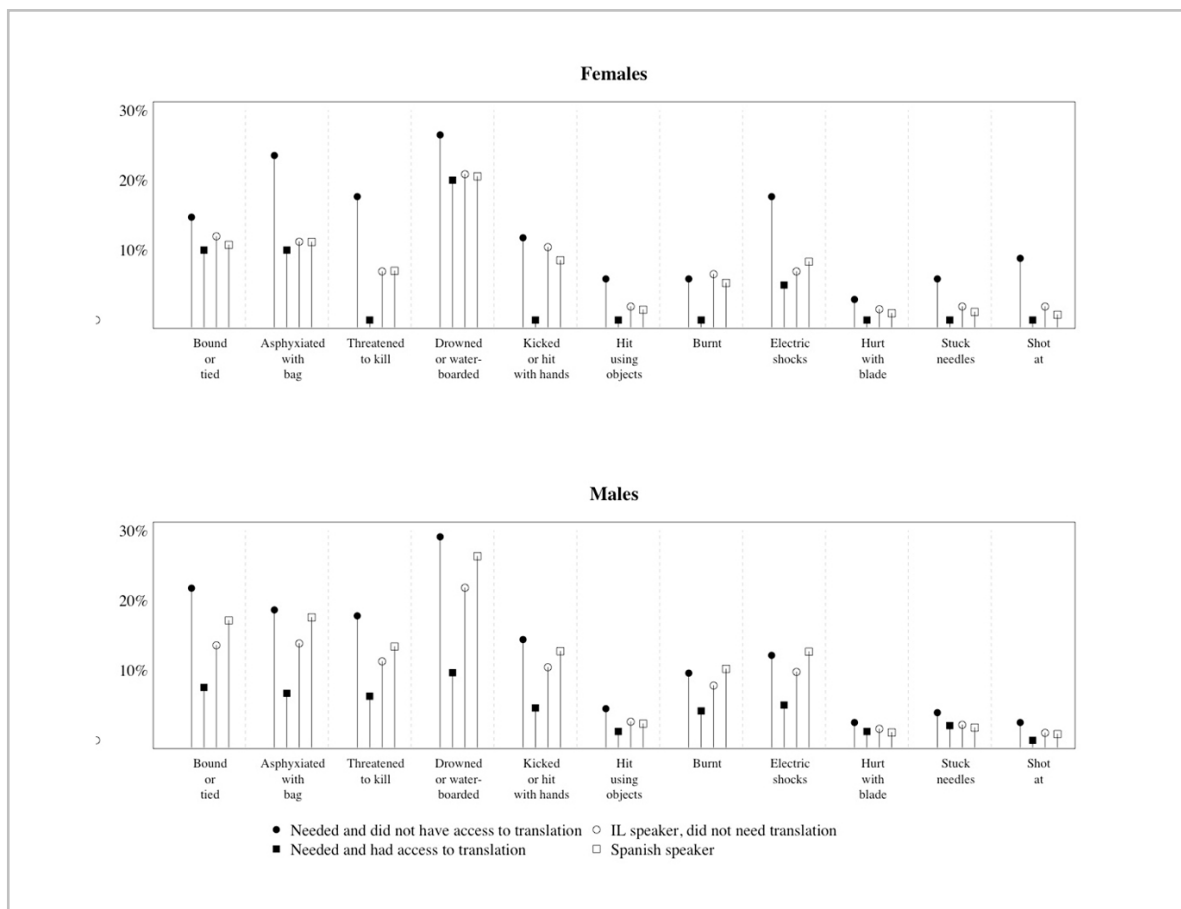 Females
30%
20%
10%
Bound Asphyxiated Threatened Drowned Kicked Hit Burnt Electric Hurt Stuck Shot
or with to kill or water- or hit using shocks with needles at
tied bag boarded with hands objects blade
Males
30%
20%
10%
Bound Asphyxiated Threatened Drowned Kicked Hit Burnt Electric Hurt Stuck Shot
or with to kill or water- or hit using shocks with needles at
tied bag boarded with hands objects blade
Needed and did not have access to translation IL speaker, did not need translation
Needed and had access to translation Spanish speaker